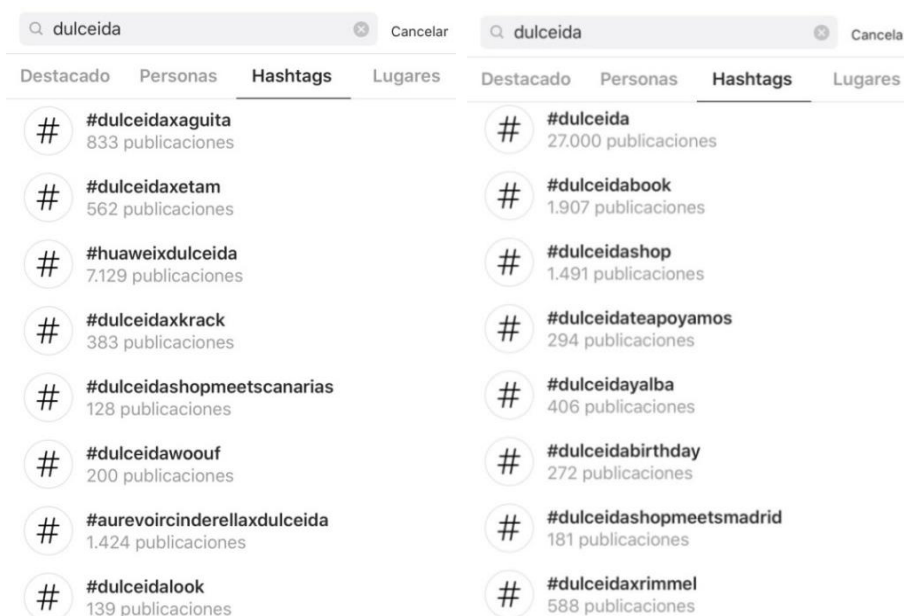 dulceida
Cancelar
Destacado Personas Hashtags Lugares
#dulceidaxaguita
833 publicaciones
#dulceidaxetam
562 publicaciones
#huaweixdulceida
7.129 publicaciones
#dulceidaxkrack
383 publicaciones
#dulceidashopmeetscanarias
128 publicaciones
#dulceidawoouf
200 publicaciones
#aurevoircinderellaxdulceida
1.424 publicaciones
#dulceidalook
139 publicaciones
dulceida
Cancela
Destacado Personas Hashtags Lugares
#dulceida
27.000 publicaciones
#dulceidabook
1.907 publicaciones
#dulceidashop
1.491 publicaciones
#dulceidateapoyamos
294 publicaciones
#dulceidayalba
406 publicaciones
#dulceidabirthday
272 publicaciones
#dulceidashopmeetsmadrid
181 publicaciones
#dulceidaxrimmel
588 publicaciones